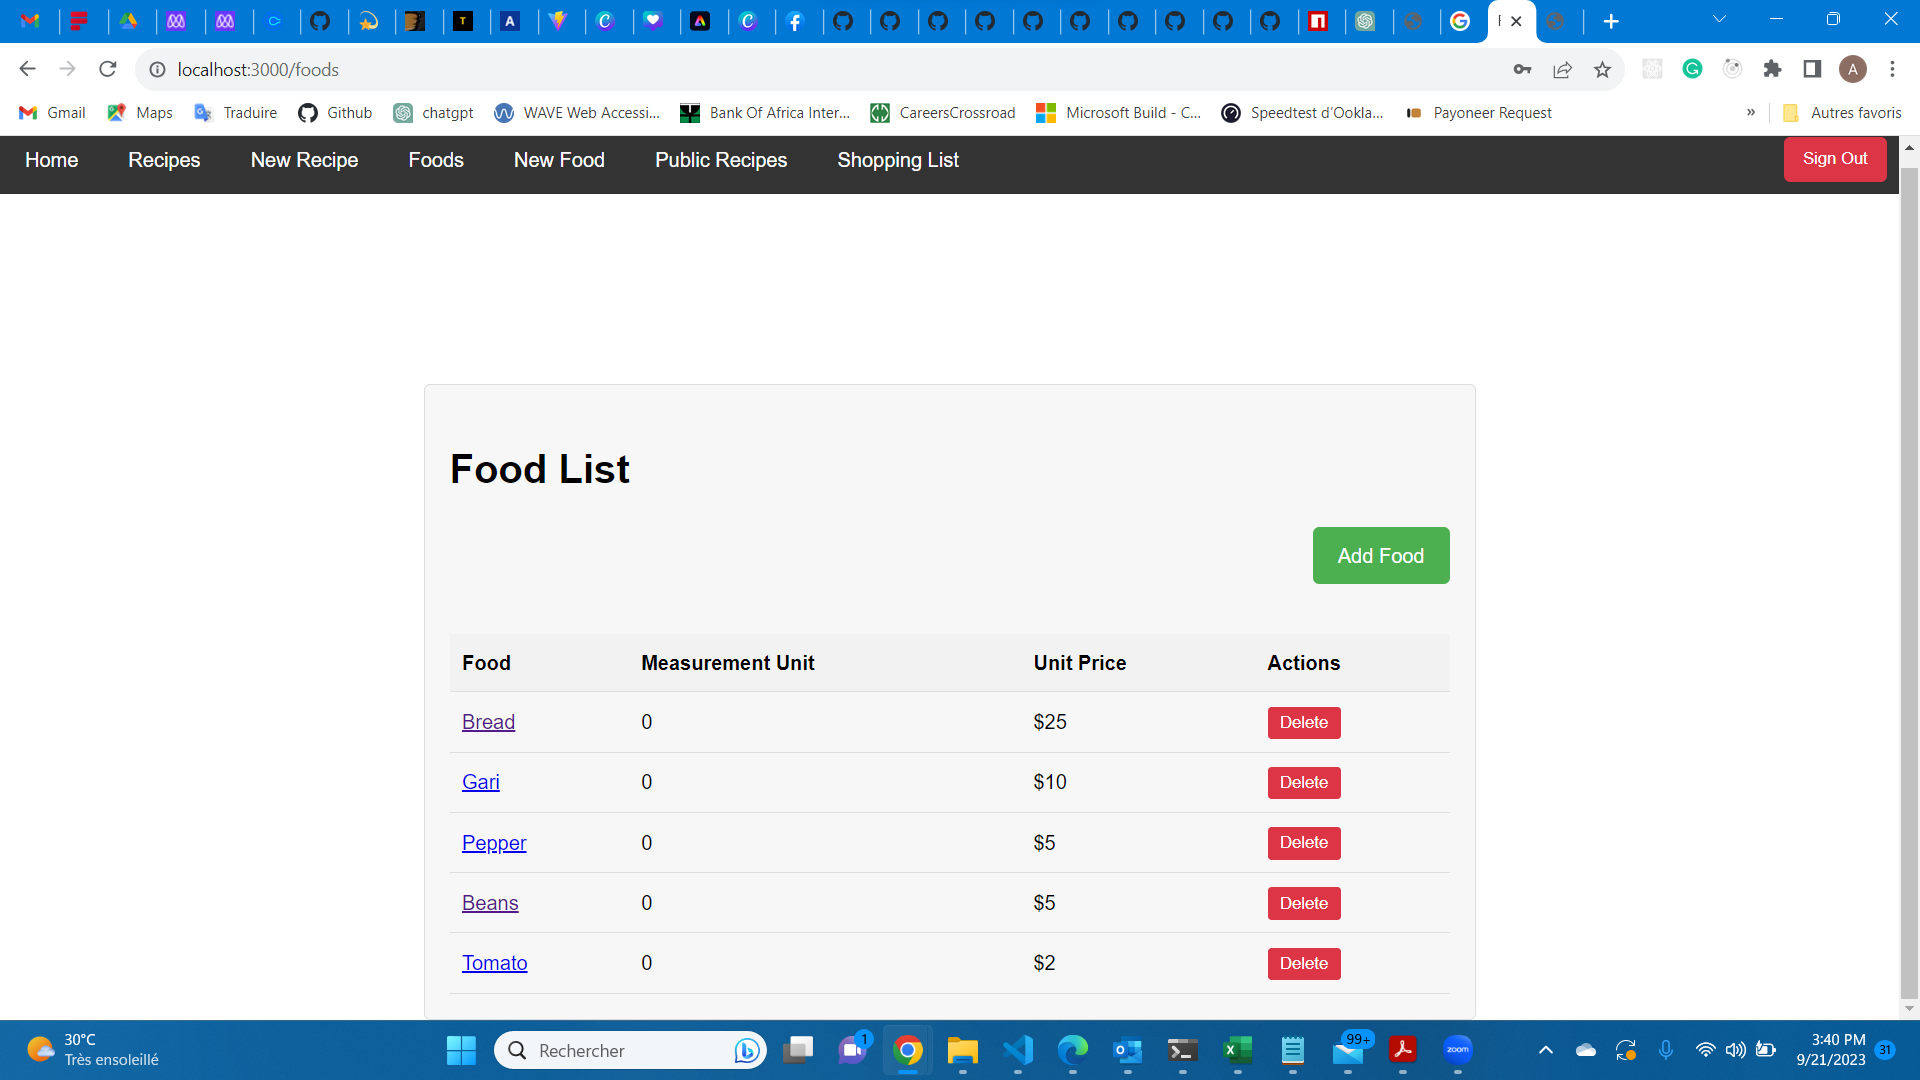 localhost:3000/foods
A
Gmail Maps Traduire Github chatgpt WAVE Web Accessi... Bank Of Africa Inter... CareersCrossroad Microsoft Build - C... Speedtest d'Ookla... Payoneer Request » Autres favoris
Home Recipes New Recipe Foods New Food Public Recipes Shopping List Sign Out
Food List
Add Food
Food Measurement Unit Unit Price Actions
Bread 0 $25 Delete
Gari 0 $10 Delete
Pepper 0 $5 Delete
Beans 0 $5 Delete
Tomato 0 $2 Delete
30°C
Très ensoleillé
Rechercher
1
99+
zoom
3:40 PM
9/21/2023
31